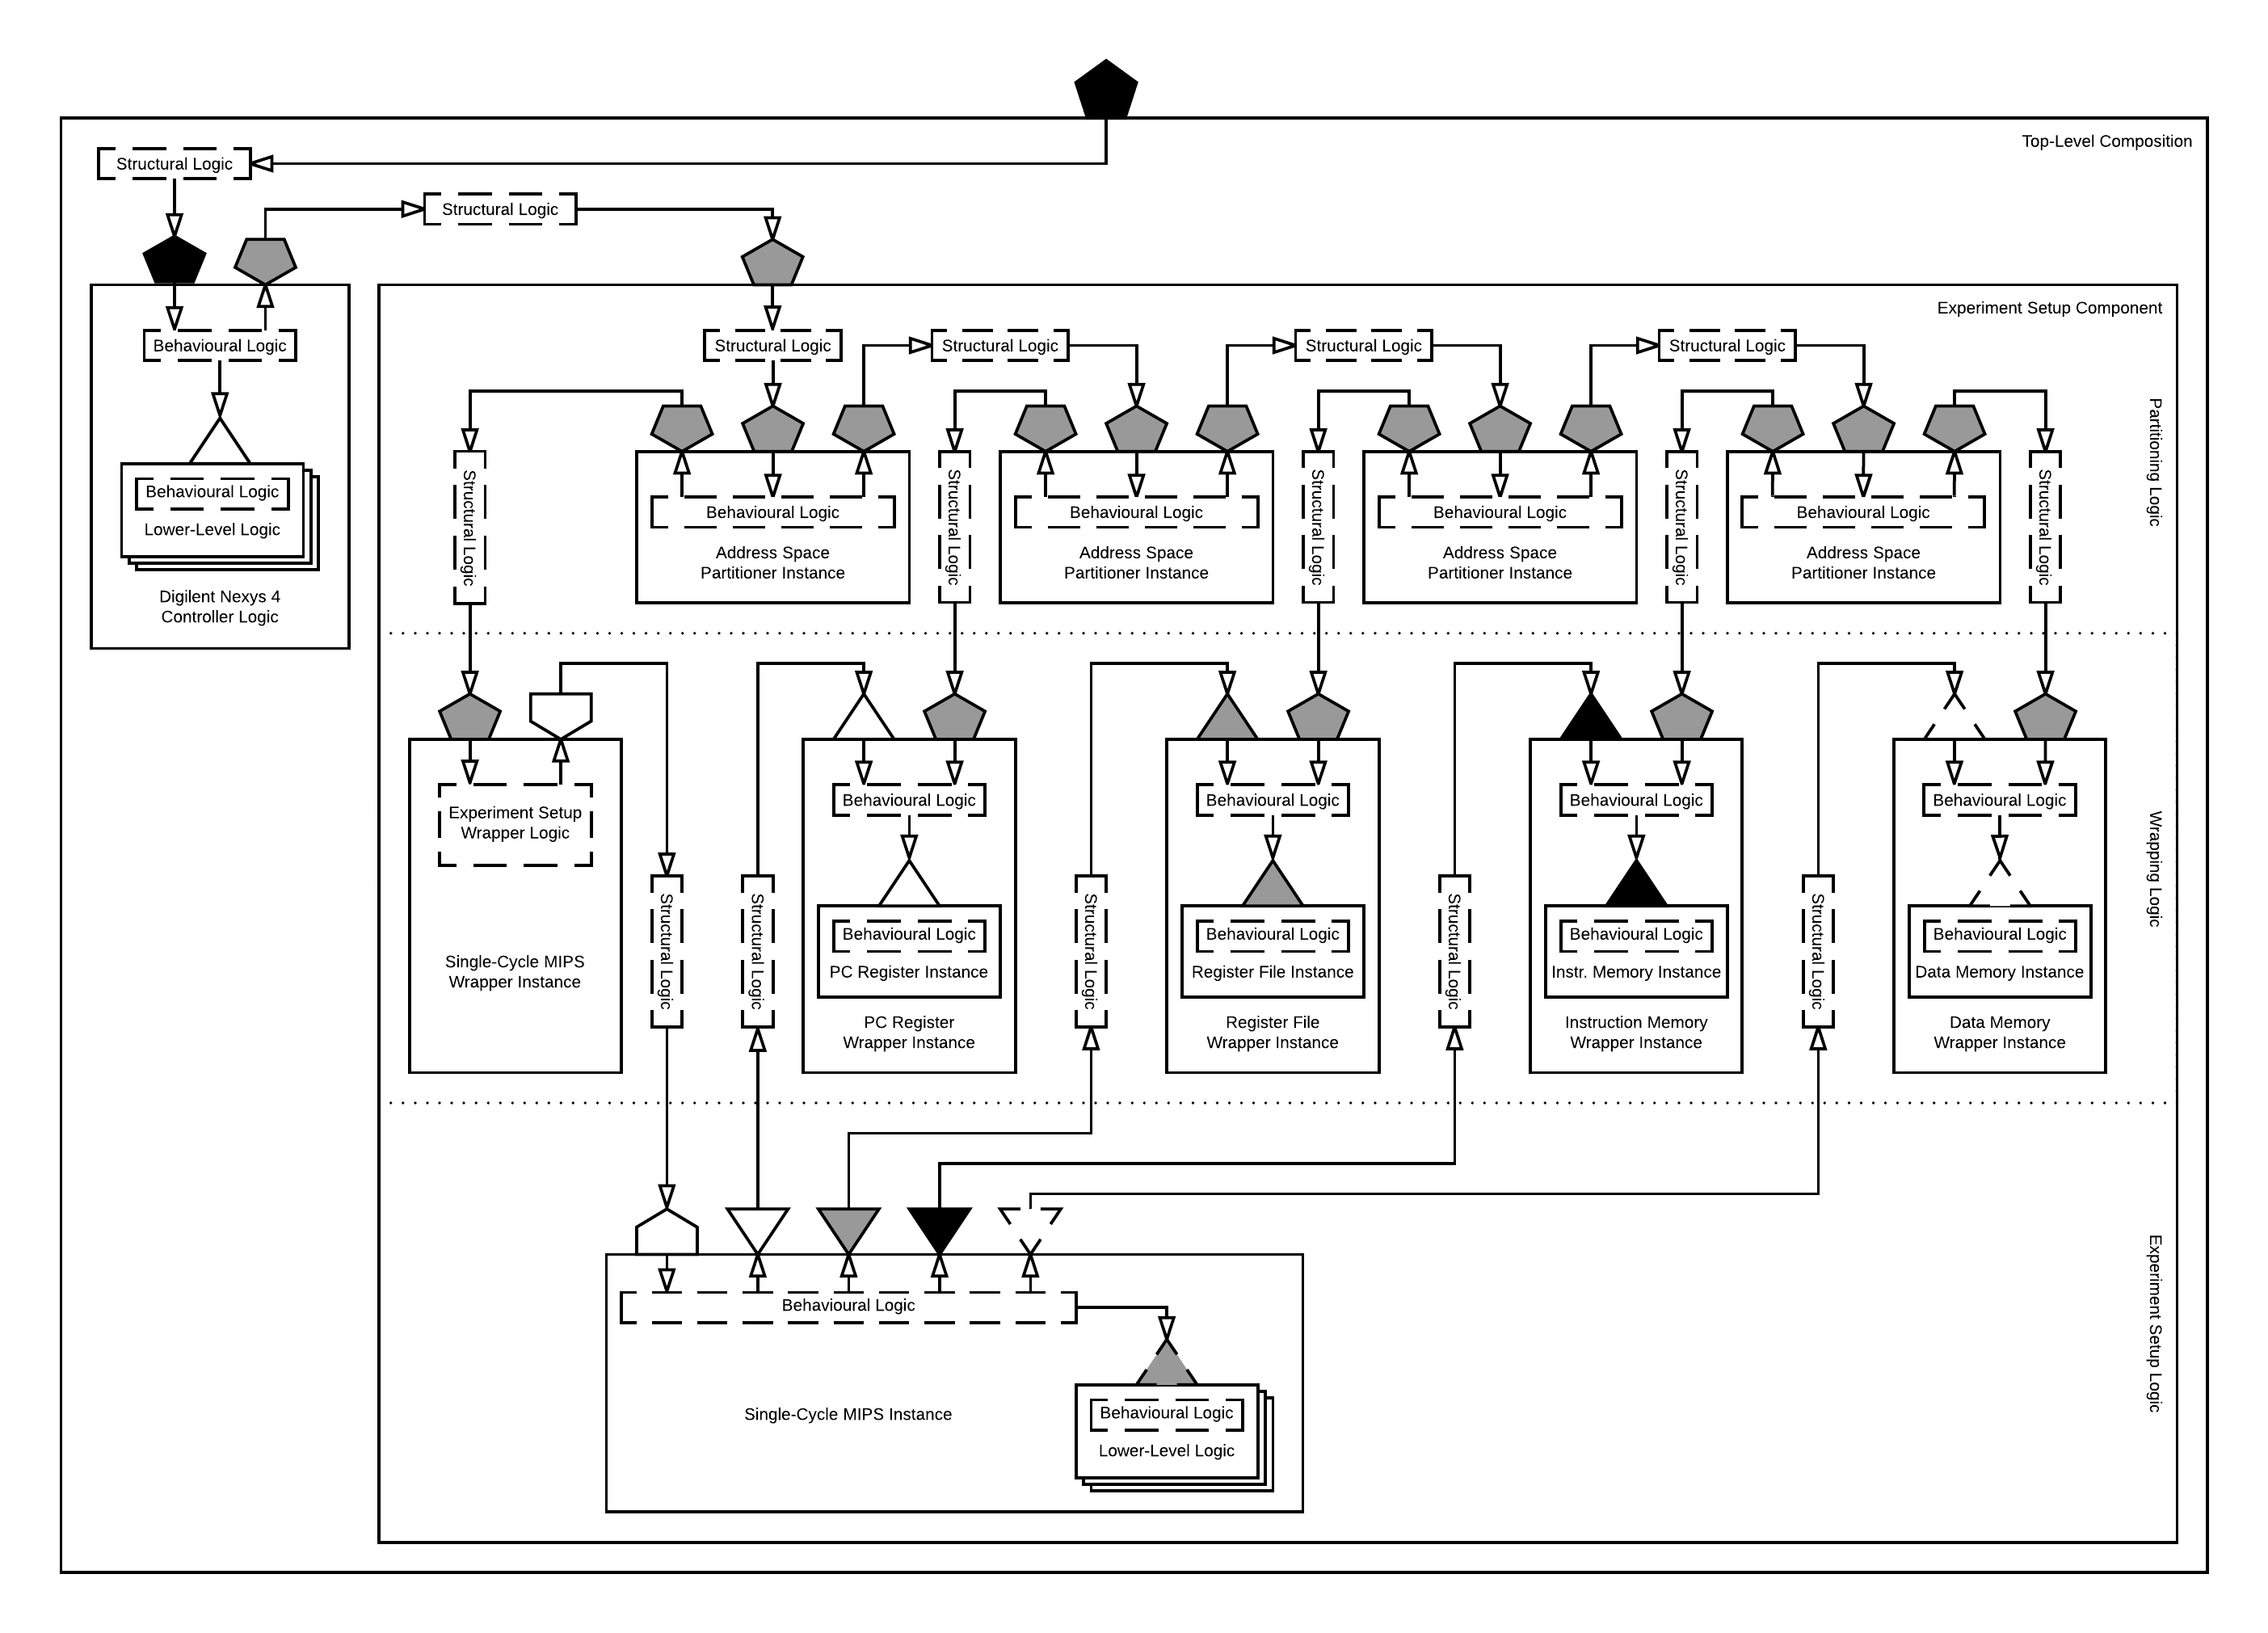 Top-Level Composition
Structural Logic
Structural Logic
Experiment Setup Component
Behavioural Logic
Structural Logic
Structural Logic
Structural Logic
Structural Logic
Behavioural Logic
Lower-Level Logic
Digilent Nexys 4
Controller Logic
Partitioning Logic
Structural Logic
Behavioural Logic
Address Space
Partitioner Instance
Structural Logic
Behavioural Logic
Address Space
Partitioner Instance
Structural Logic
Behavioural Logic
Address Space
Partitioner Instance
Structural Logic
Behavioural Logic
Address Space
Partitioner Instance
Structural Logic
Wrapping Logic
Experiment Setup
Wrapper Logic
Single-Cycle MIPS
Wrapper Instance
Structural Logic
Structural Logic
Behavioural Logic
Behavioural Logic
PC Register Instance
PC Register
Wrapper Instance
Structural Logic
Behavioural Logic
Behavioural Logic
Register File Instance
Register File
Wrapper Instance
Structural Logic
Behavioural Logic
Behavioural Logic
Instr. Memory Instance
Instruction Memory
Wrapper Instance
Structural Logic
Behavioural Logic
Behavioural Logic
Data Memory Instance
Data Memory
Wrapper Instance
Experiment Setup Logic
Behavioural Logic
Single-Cycle MIPS Instance
Behavioural Logic
Lower-Level Logic